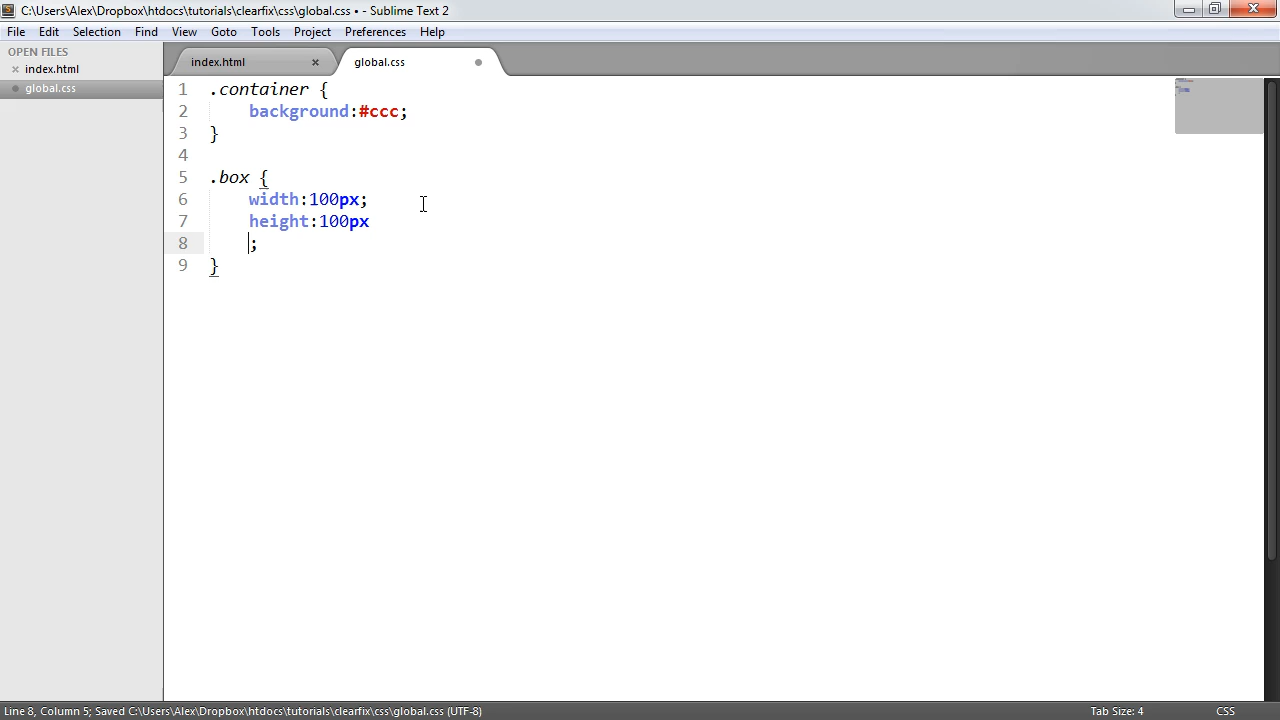 C:\Users\Alex\Dropbox\htdocs\tutorials\clearfix\css\global.css • - Sublime Text 2
File Edit Selection Find View Goto Tools Project Preferences Help
OPEN FILES
index.html
global.css
index.html global.css
1 .container {
2 background:#ccc;
3 }
4
5 .box {
6 width:100px;
7 height:100px
8 ;
9 }
Line 8, Column 5; Saved C:\Users\Alex\Dropbox\htdocs\tutorials\clearfix\css\global.css (UTF-8) Tab Size: 4 CSS